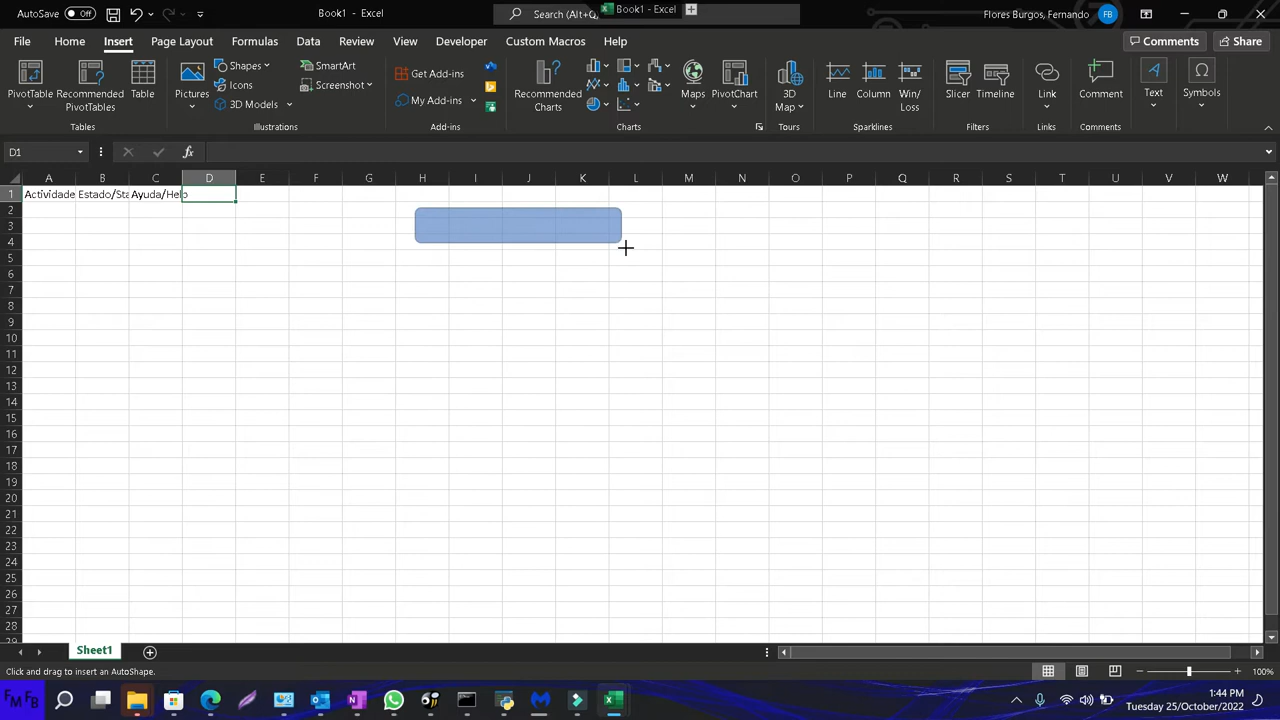 AutoSave Off Book1 - Excel Search (Alt+Q) Book1 - Excel Flores Burgos, Fernando FB
File Home Insert Page Layout Formulas Data Review View Developer Custom Macros Help Comments Share
PivotTable Recommended PivotTables Table Pictures Shapes Icons 3D Models SmartArt Screenshot Get Add-ins My Add-ins Recommended Charts Maps PivotChart 3D Map Line Column Win/Loss Slicer Timeline Link Comment Text Symbols
Tables Illustrations Add-ins Charts Tours Sparklines Filters Links Comments
D1 fx
A B C D E F G H I J K L M N O P Q R S T U V W
1 Actividade Estado/Sta Ayuda/Help
2
3
4
5
6
7
8
9
10
11
12
13
14
15
16
17
18
19
20
21
22
23
24
25
26
27
28
29
Sheet1
Click and drag to insert an AutoShape. 100%
FMFB 1:44 PM
Tuesday 25/October/2022